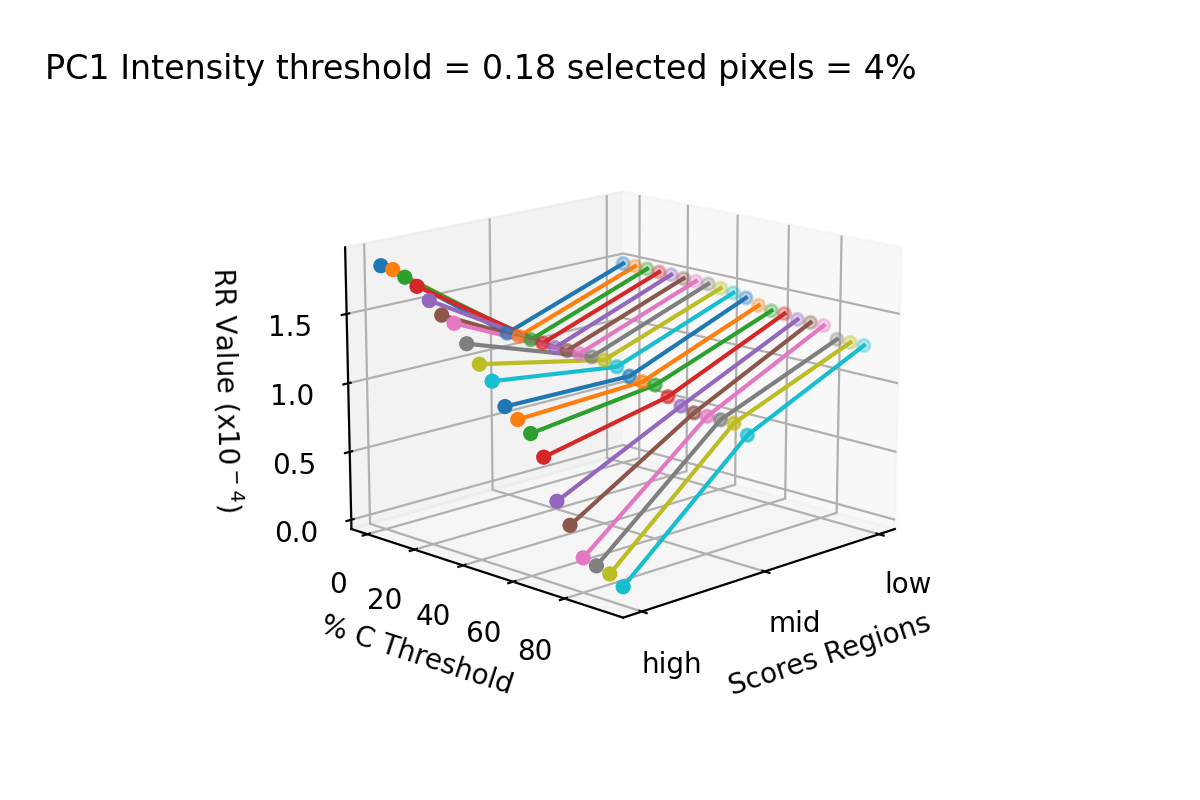 PC1 Intensity threshold = 0.18 selected pixels = 4%
RR Value (x10⁻⁴)
1.5
1.0
0.5
0.0
0
20
40
60
80
% C Threshold
high
mid
low
Scores Regions